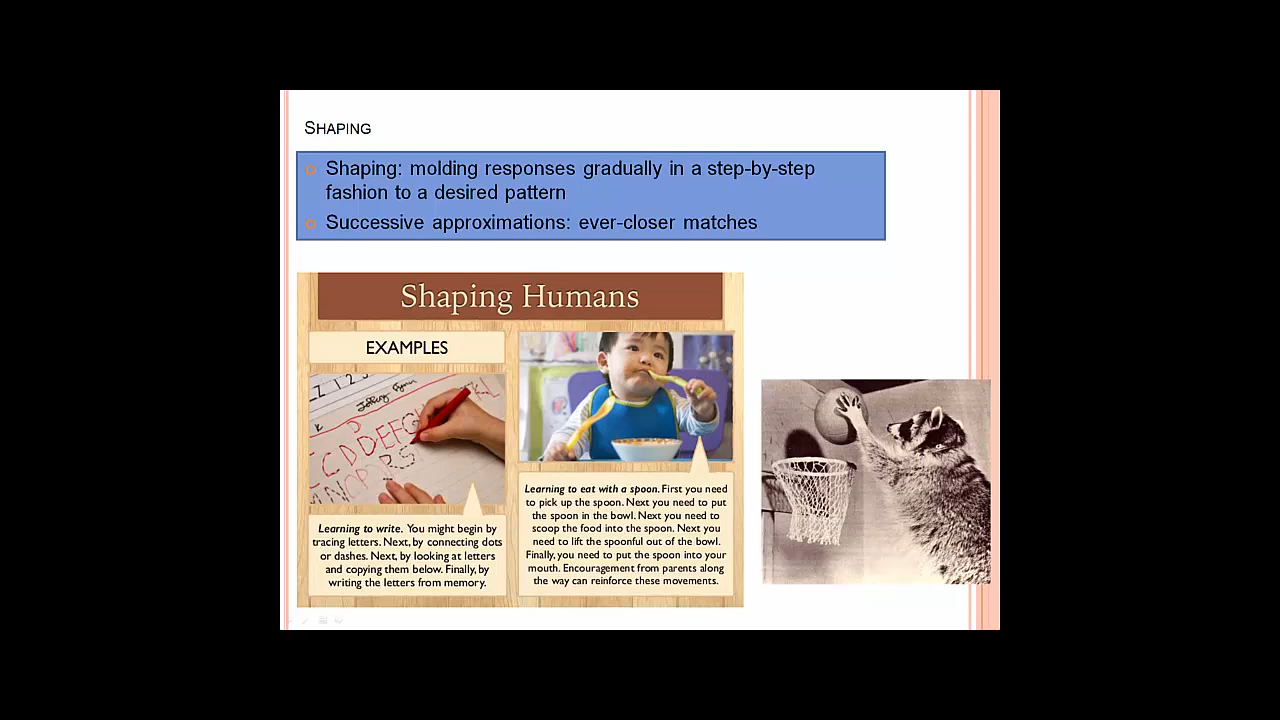 SHAPING
Shaping: molding responses gradually in a step-by-step
fashion to a desired pattern
Successive approximations: ever-closer matches
Shaping Humans
EXAMPLES
Learning to write. You might begin by
tracing letters. Next, by connecting dots
or dashes. Next, by looking at letters
and copying them below. Finally, by
writing the letters from memory.
Learning to eat with a spoon. First you need
to pick up the spoon. Next you need to put
the spoon in the bowl. Next you need to
scoop the food into the spoon. Next you
need to lift the spoonful out of the bowl.
Finally, you need to put the spoon into your
mouth. Encouragement from parents along
the way can reinforce these movements.